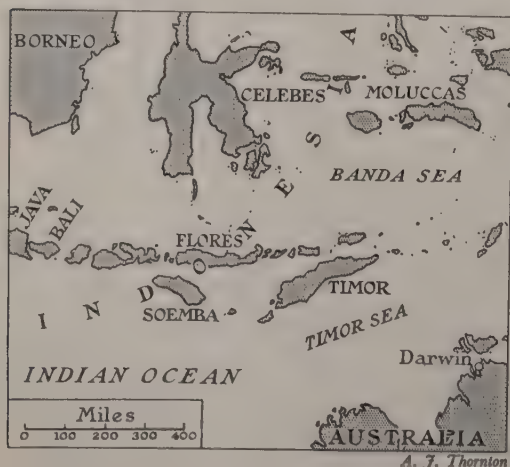 BORNEO
CELEBES
MOLUCCAS
BANDA SEA
JAVA
BALI
FLORES
INDONESIA
SOEMBA
TIMOR
TIMOR SEA
Darwin
INDIAN OCEAN
Miles
0 100 200 300 400
AUSTRALIA
A. J. Thornton